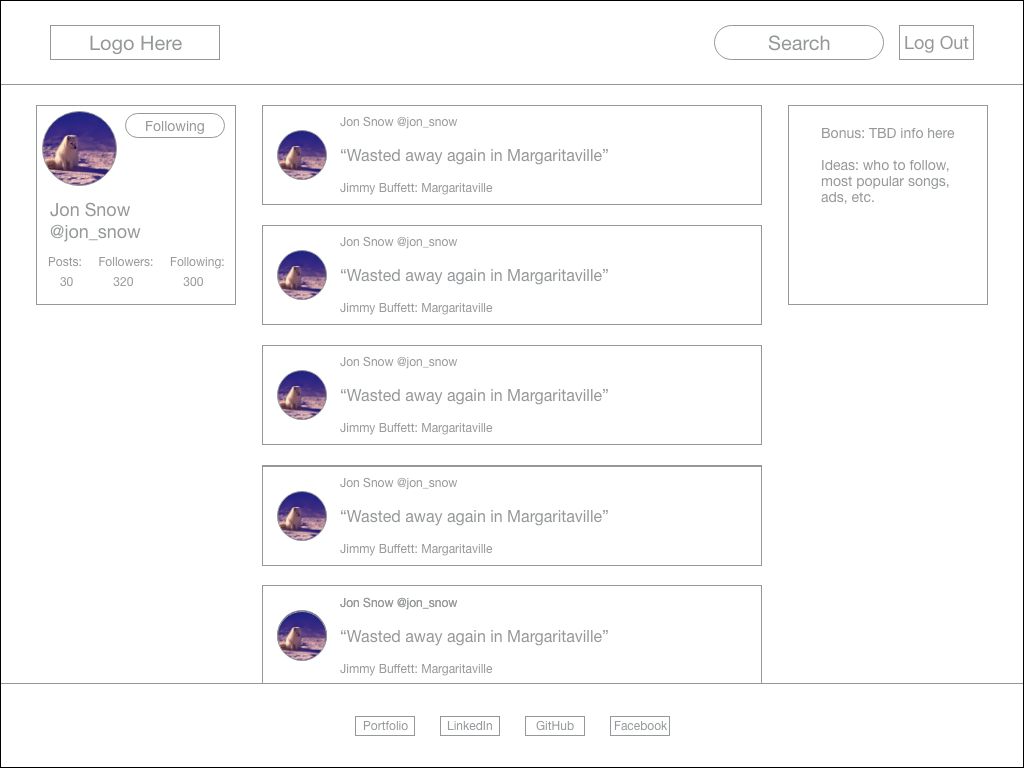 Logo Here
Search
Log Out
Following
Jon Snow
@jon_snow
Posts: Followers: Following:
30 320 300
Jon Snow @jon_snow
“Wasted away again in Margaritaville”
Jimmy Buffett: Margaritaville
Jon Snow @jon_snow
“Wasted away again in Margaritaville”
Jimmy Buffett: Margaritaville
Jon Snow @jon_snow
“Wasted away again in Margaritaville”
Jimmy Buffett: Margaritaville
Jon Snow @jon_snow
“Wasted away again in Margaritaville”
Jimmy Buffett: Margaritaville
Jon Snow @jon_snow
“Wasted away again in Margaritaville”
Jimmy Buffett: Margaritaville
Bonus: TBD info here
Ideas: who to follow,
most popular songs,
ads, etc.
Portfolio
LinkedIn
GitHub
Facebook